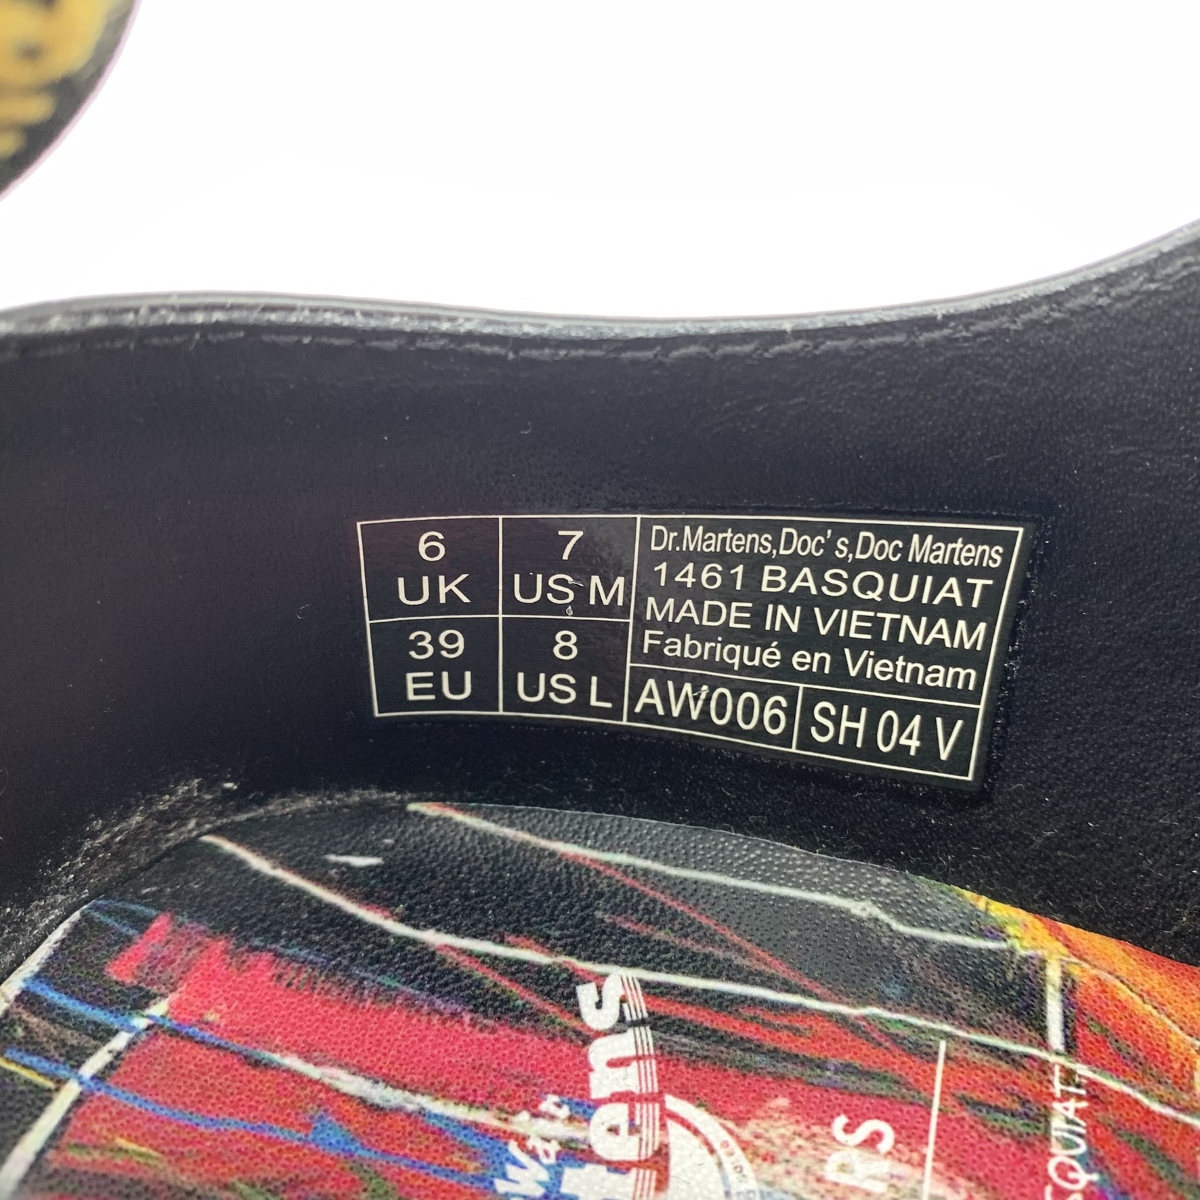 6
UK
7
US M
39
EU
8
US L
Dr.Martens,Doc's,Doc Martens
1461 BASQUIAT
MADE IN VIETNAM
Fabriqué en Vietnam
AW006
SH 04 V